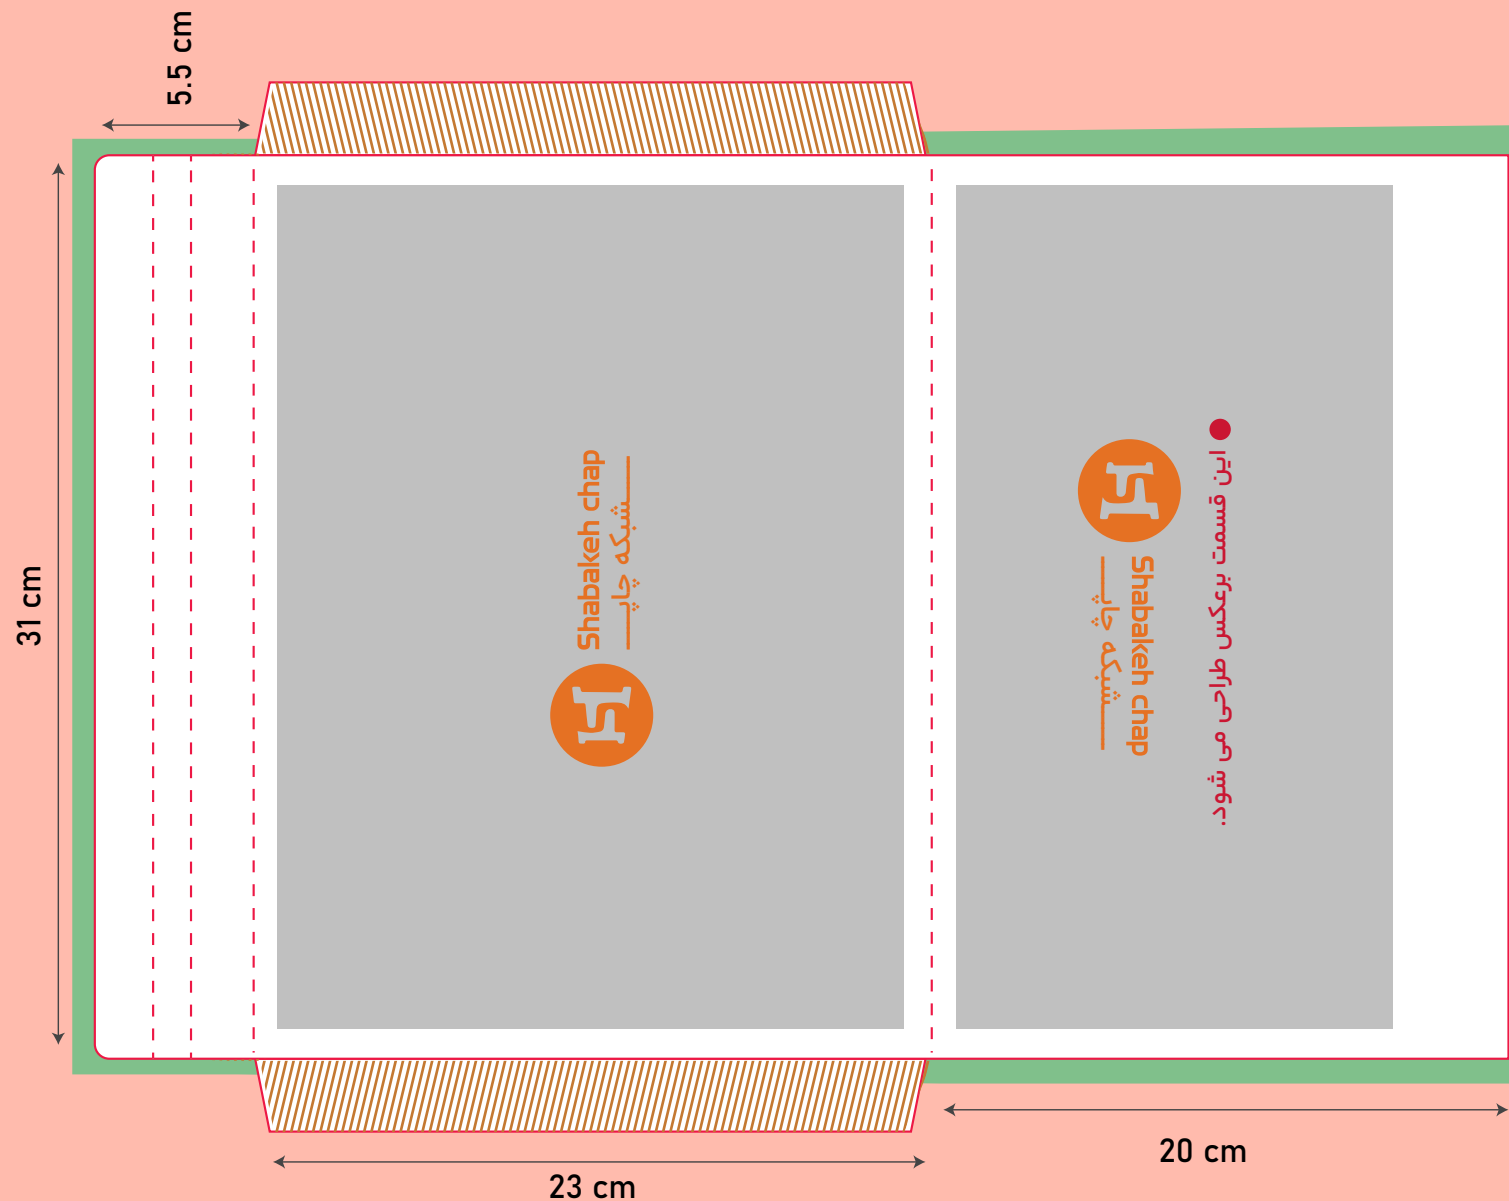 5.5 cm
31 cm
Shabakeh chap
شبکه چاپ
Shabakeh chap
شبکه چاپ
این قسمت برعکس طراحی می شود.
20 cm
23 cm